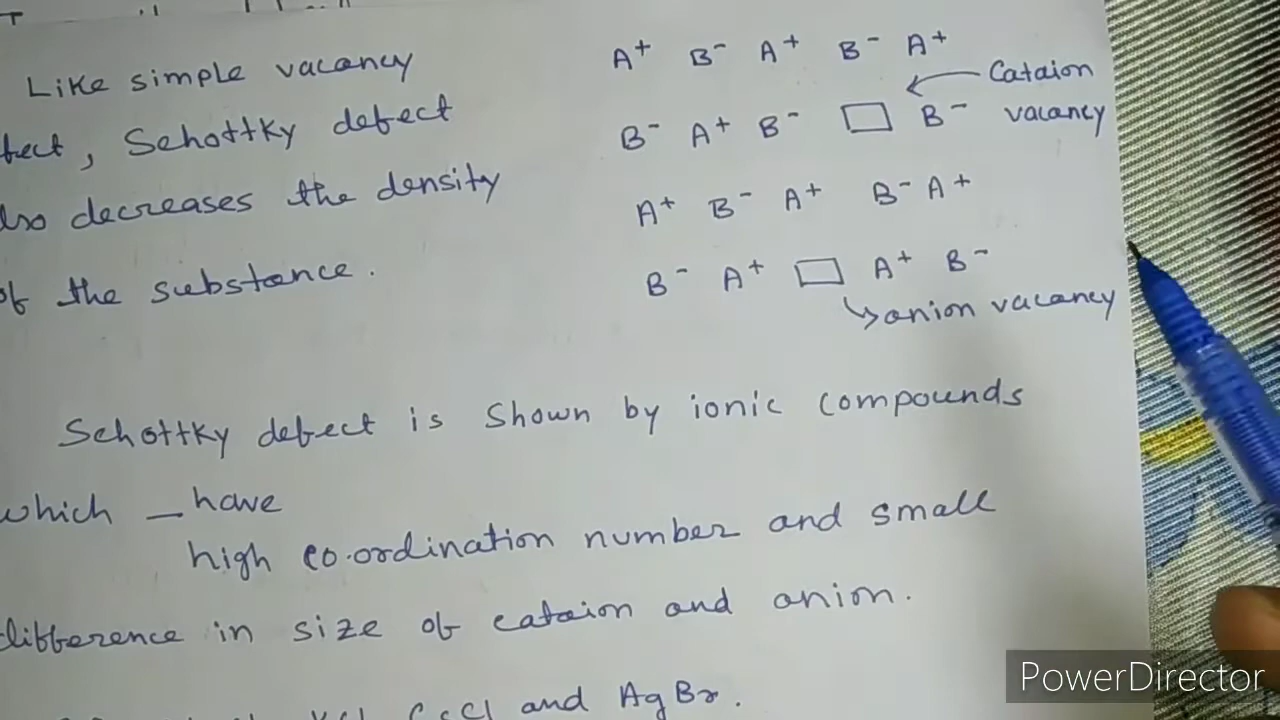 Like simple vacancy
fect, Schottky defect
lso decreases the density
of the substance.
A+ B- A+ B- A+
Cataion
B- A+ B- B- vacancy
A+ B- A+ B- A+
B- A+ A+ B-
anion vacancy
Schottky defect is shown by ionic compounds
which — have
high co-ordination number and small
difference in size of cataion and anion.
KCl CsCl and AgBr.
PowerDirector